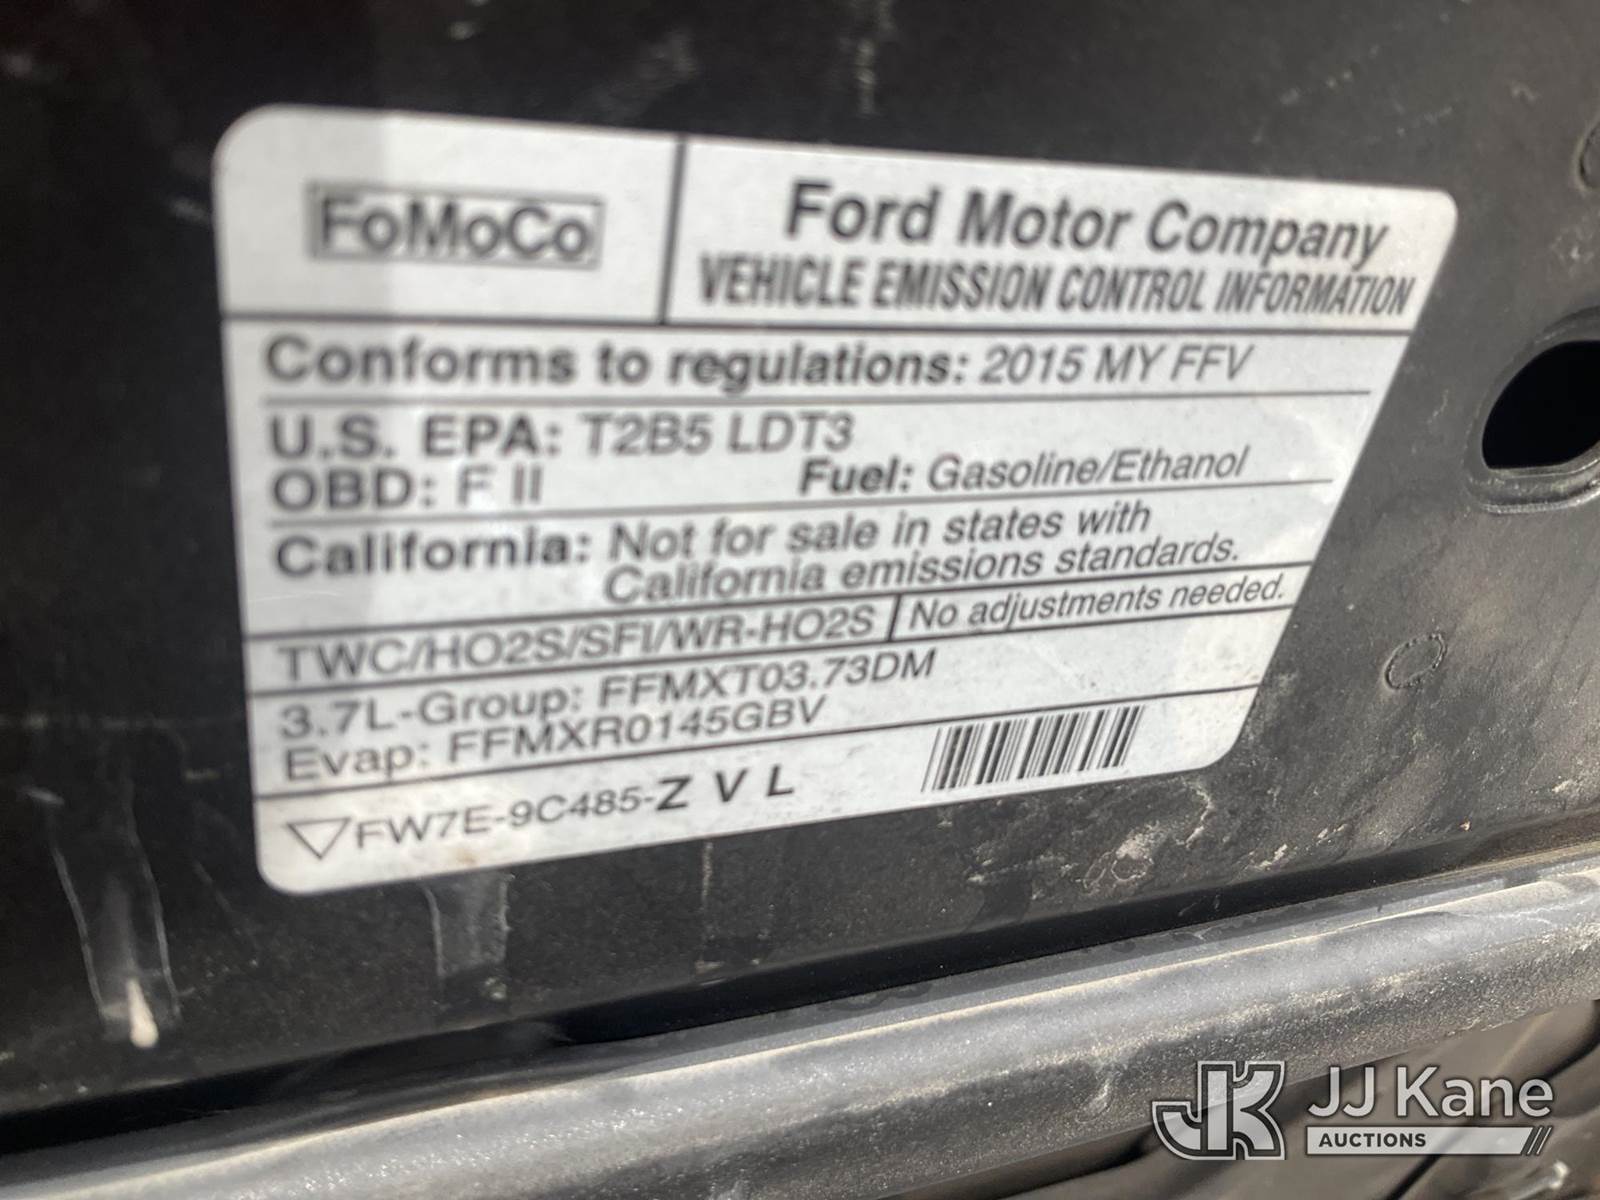 FoMoCo
Ford Motor Company
VEHICLE EMISSION CONTROL INFORMATION
Conforms to regulations: 2015 MY FFV
U.S. EPA: T2B5 LDT3
OBD: F II Fuel: Gasoline/Ethanol
California: Not for sale in states with
California emissions standards.
TWC/HO2S/SFI/WR-HO2S No adjustments needed.
3.7L-Group: FFMXT03.73DM
Evap: FFMXR0145GBV
FW7E-9C485-Z V L
JK JJ Kane
AUCTIONS